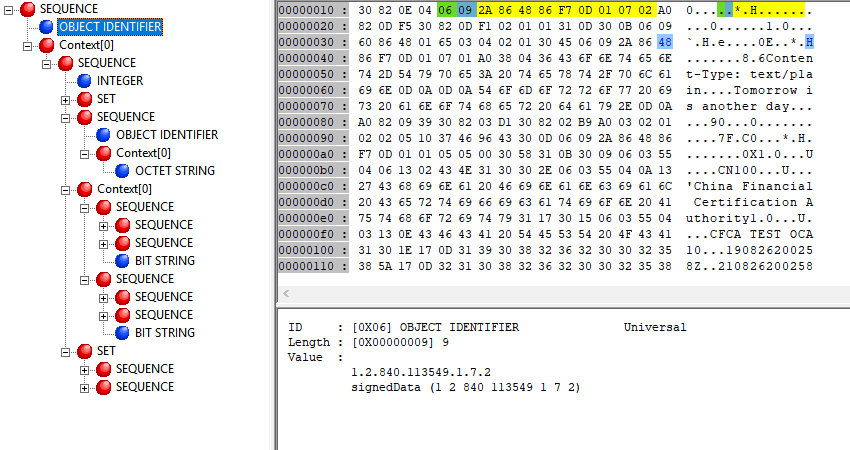 SEQUENCE
OBJECT IDENTIFIER
Context[0]
SEQUENCE
INTEGER
SET
SEQUENCE
OBJECT IDENTIFIER
Context[0]
OCTET STRING
Context[0]
SEQUENCE
SEQUENCE
SEQUENCE
BIT STRING
SEQUENCE
SEQUENCE
SEQUENCE
BIT STRING
SET
SEQUENCE
SEQUENCE
00000010 : 30 82 0E 04 06 09 2A 86 48 86 F7 0D 01 07 02 A0 0.....*.H.......
00000020 : 82 0D F5 30 82 0D F1 02 01 01 31 0D 30 0B 06 09 ...0......1.0...
00000030 : 60 86 48 01 65 03 04 02 01 30 45 06 09 2A 86 48 `.H.e....0E..*.H
00000040 : 86 F7 0D 01 07 01 A0 38 04 36 43 6F 6E 74 65 6E .......8.6Conten
00000050 : 74 2D 54 79 70 65 3A 20 74 65 78 74 2F 70 6C 61 t-Type: text/pla
00000060 : 69 6E 0D 0A 0D 0A 54 6F 6D 6F 72 72 6F 77 20 69 in....Tomorrow i
00000070 : 73 20 61 6E 6F 74 68 65 72 20 64 61 79 2E 0D 0A s another day...
00000080 : A0 82 09 39 30 82 03 D1 30 82 02 B9 A0 03 02 01 ...90...0.......
00000090 : 02 02 05 10 37 46 96 43 30 0D 06 09 2A 86 48 86 ....7F.C0...*.H.
000000a0 : F7 0D 01 01 05 05 00 30 58 31 0B 30 09 06 03 55 .......0X1.0...U
000000b0 : 04 06 13 02 43 4E 31 30 30 2E 06 03 55 04 0A 13 ....CN100...U...
000000c0 : 27 43 68 69 6E 61 20 46 69 6E 61 6E 63 69 61 6C 'China Financial
000000d0 : 20 43 65 72 74 69 66 69 63 61 74 69 6F 6E 20 41 Certification A
000000e0 : 75 74 68 6F 72 69 74 79 31 17 30 15 06 03 55 04 uthority1.0...U.
000000f0 : 03 13 0E 43 46 43 41 20 54 45 53 54 20 4F 43 41 ...CFCA TEST OCA
00000100 : 31 30 1E 17 0D 31 39 30 38 32 36 32 30 30 32 35 10...19082620025
00000110 : 38 5A 17 0D 32 31 30 38 32 36 32 30 30 32 35 38 8Z..210826200258
ID : [0X06] OBJECT IDENTIFIER Universal
Length : [0X00000009] 9
Value :
1.2.840.113549.1.7.2
signedData (1 2 840 113549 1 7 2)